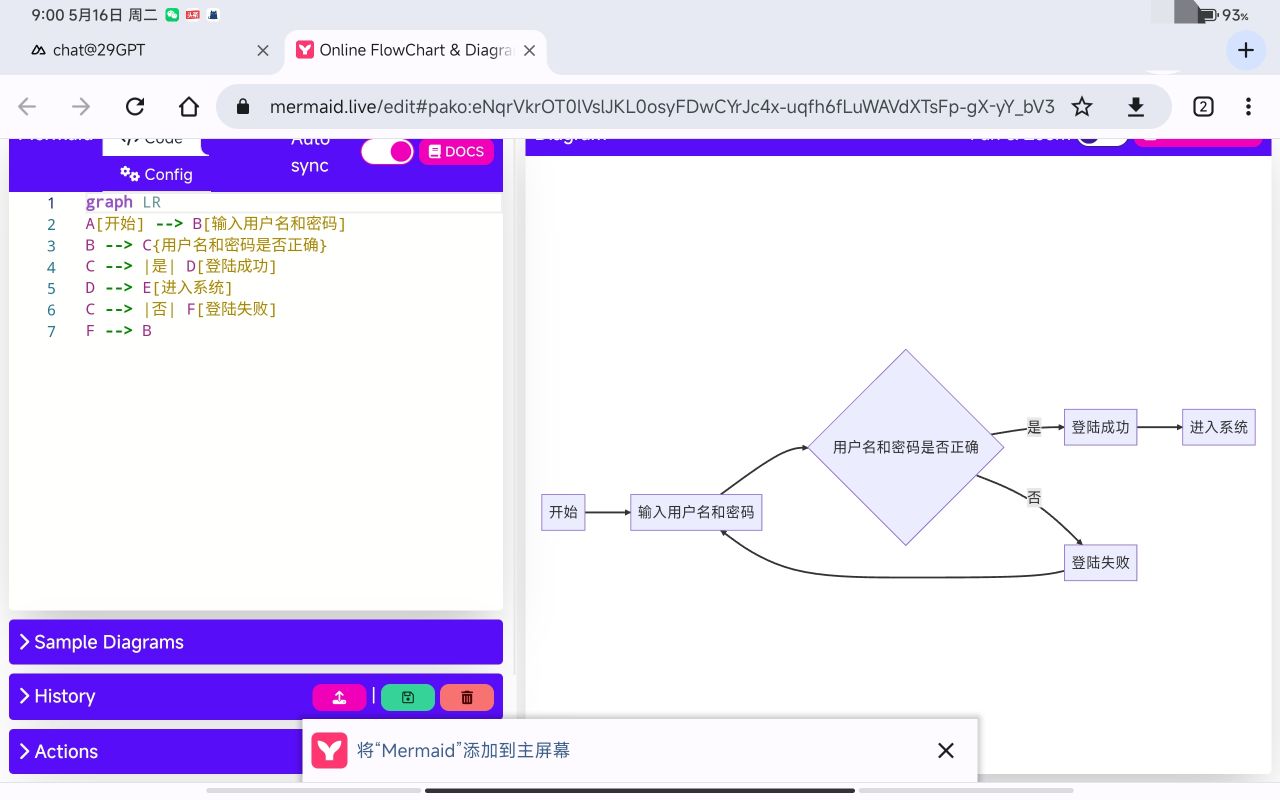 9:00 5月16日 周二
93%
chat@29GPT
Online FlowChart & Diagra
mermaid.live/edit#pako:eNqrVkrOT0lVslJKL0osyFDwCYrJc4x-uqfh6fLuWAVdXTsFp-gX-yY_bV3
2
Code
Auto
sync
DOCS
Config
1 graph LR
2 A[开始] --> B[输入用户名和密码]
3 B --> C{用户名和密码是否正确}
4 C --> |是| D[登陆成功]
5 D --> E[进入系统]
6 C --> |否| F[登陆失败]
7 F --> B
开始
输入用户名和密码
用户名和密码是否正确
是
登陆成功
进入系统
否
登陆失败
Sample Diagrams
History
Actions
将“Mermaid”添加到主屏幕